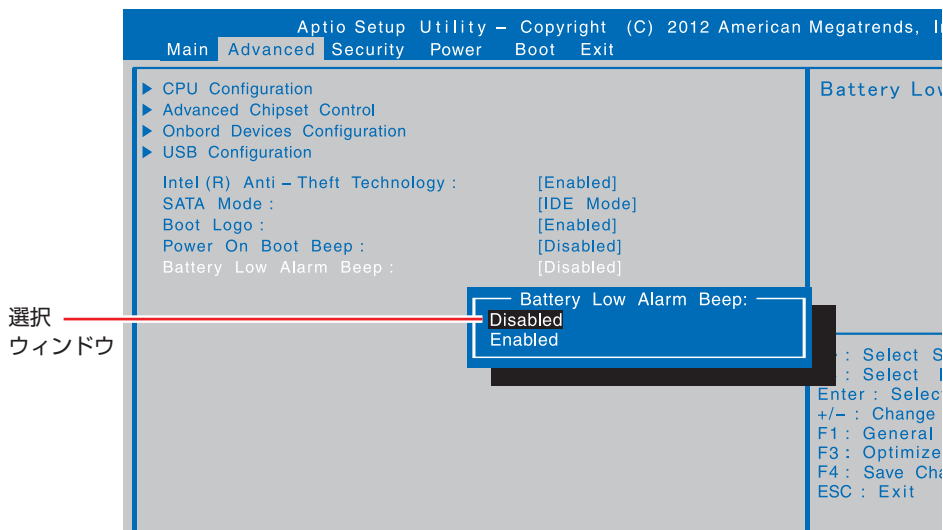 Aptio Setup Utility – Copyright (C) 2012 American Megatrends,
Main Advanced Security Power Boot Exit
CPU Configuration
Advanced Chipset Control
Onbord Devices Configuration
USB Configuration
Intel (R) Anti – Theft Technology : [Enabled]
SATA Mode : [IDE Mode]
Boot Logo : [Enabled]
Power On Boot Beep : [Disabled]
Battery Low Alarm Beep : [Disabled]
Battery Low Alarm Beep:
Disabled
Enabled
選択
ウィンドウ
Battery Low
: Select
: Select
Enter : Select
+/– : Change
F1 : General
F3 : Optimize
F4 : Save
ESC : Exit